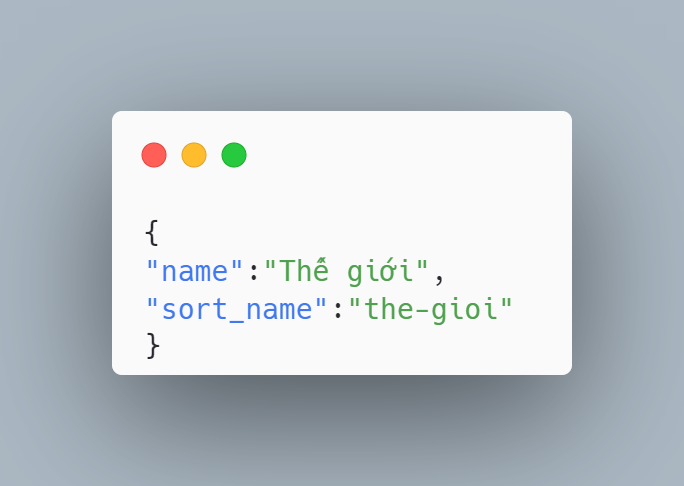 {
"name":"Thế giới",
"sort_name":"the-gioi"
}